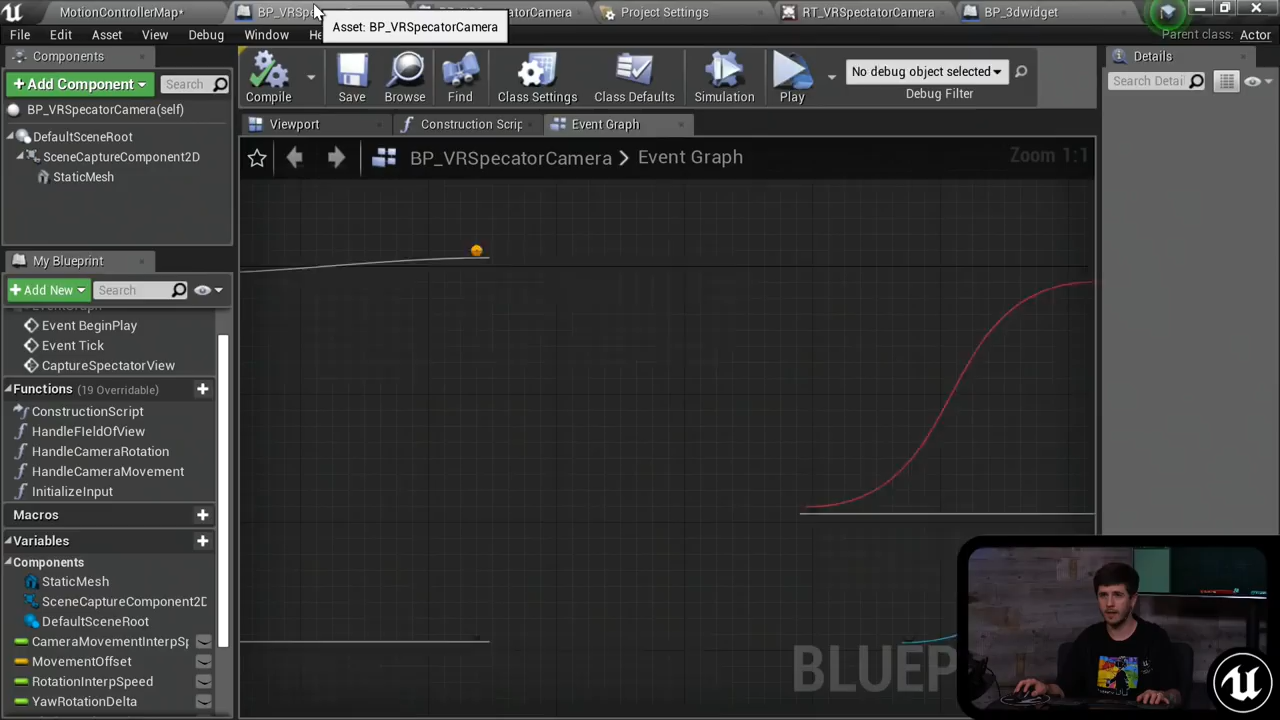 MotionControllerMap*
BP_VRSpe
VRSpectatorCamera
Project Settings
RT_VRSpectatorCamera
BP_3dwidget
File
Edit
Asset
View
Debug
Window
He
Asset: BP_VRSpecatorCamera
Parent class: Actor
Components
+ Add Component
Search
BP_VRSpecatorCamera(self)
DefaultSceneRoot
SceneCaptureComponent2D
StaticMesh
Compile
Save
Browse
Find
Class Settings
Class Defaults
Simulation
Play
No debug object selected
Debug Filter
Details
Search Detai
Viewport
Construction Scrip
Event Graph
BP_VRSpecatorCamera > Event Graph
Zoom 1:1
My Blueprint
+ Add New
Search
EventGraph
Event BeginPlay
Event Tick
CaptureSpectatorView
Functions (19 Overridable)
ConstructionScript
HandleFIeldOfView
HandleCameraRotation
HandleCameraMovement
InitializeInput
Macros
Variables
Components
StaticMesh
SceneCaptureComponent2D
DefaultSceneRoot
CameraMovementInterpSp
MovementOffset
RotationInterpSpeed
YawRotationDelta
BLUEP